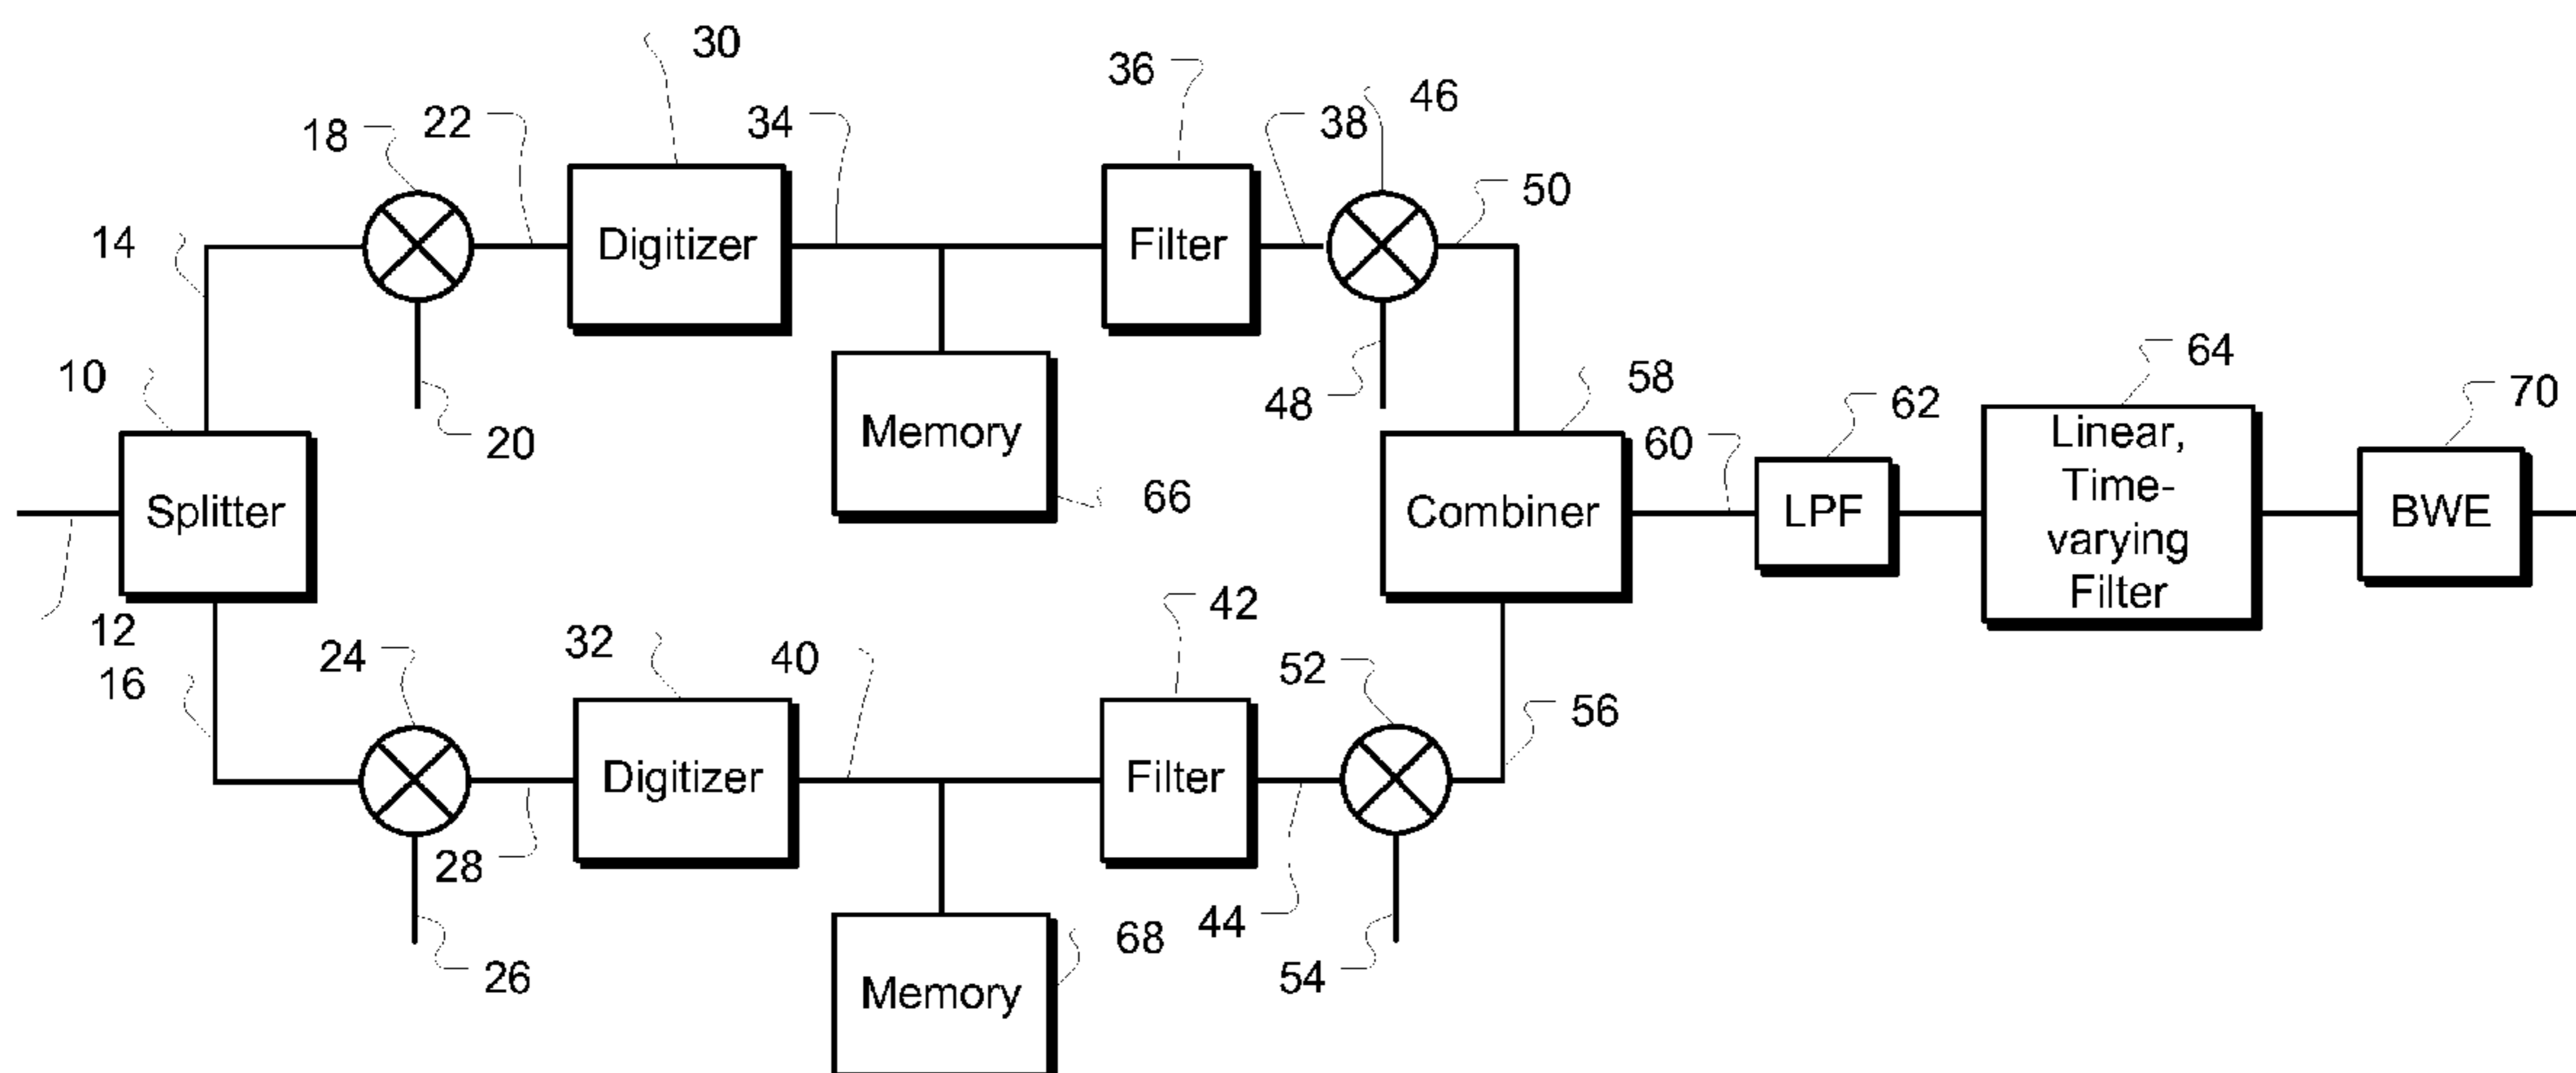 30
36
46
18
22
34
38
50
14
Digitizer
Filter
10
20
48
58
64
70
Memory
60
62
66
Splitter
Combiner
LPF
Linear,
Time-
varying
Filter
BWE
12
16
24
32
40
42
52
56
Digitizer
Filter
28
26
44
54
68
Memory